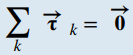 ∑ₖ τ⃗ ₖ = 0⃗